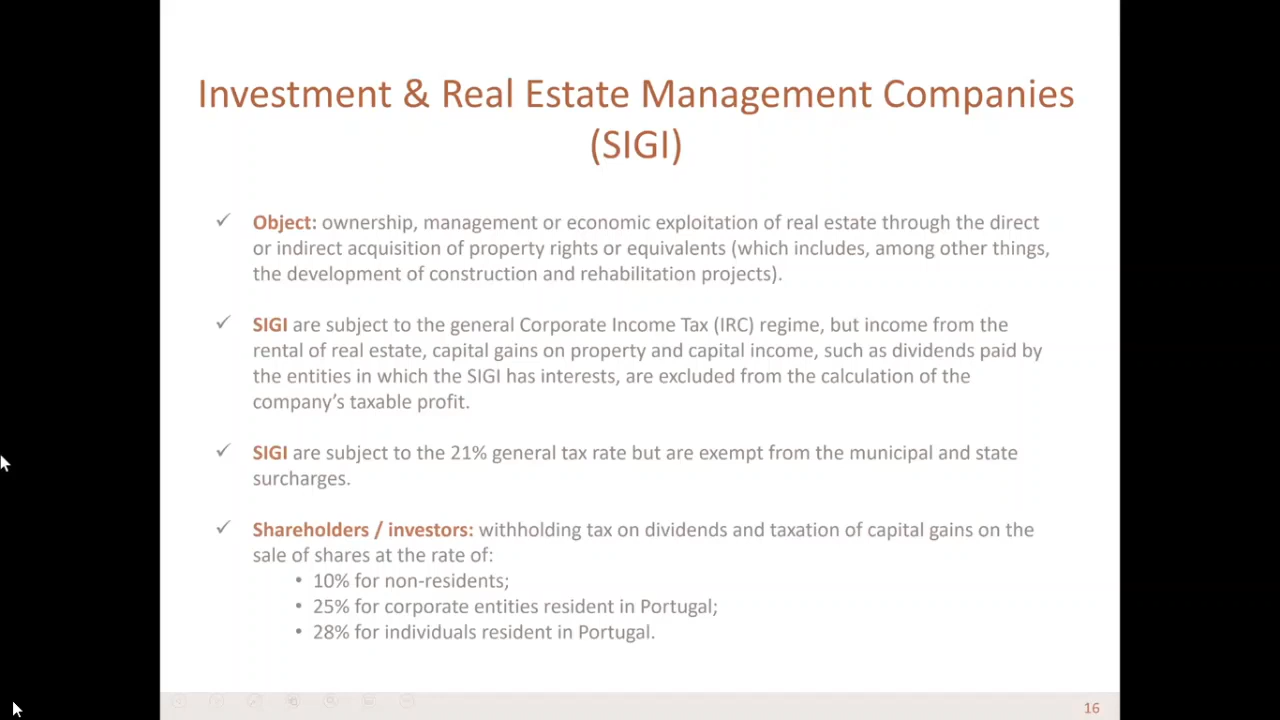 Investment & Real Estate Management Companies
(SIGI)
✓ Object: ownership, management or economic exploitation of real estate through the direct
or indirect acquisition of property rights or equivalents (which includes, among other things,
the development of construction and rehabilitation projects).
✓ SIGI are subject to the general Corporate Income Tax (IRC) regime, but income from the
rental of real estate, capital gains on property and capital income, such as dividends paid by
the entities in which the SIGI has interests, are excluded from the calculation of the
company’s taxable profit.
✓ SIGI are subject to the 21% general tax rate but are exempt from the municipal and state
surcharges.
✓ Shareholders / investors: withholding tax on dividends and taxation of capital gains on the
sale of shares at the rate of:
• 10% for non-residents;
• 25% for corporate entities resident in Portugal;
• 28% for individuals resident in Portugal.
16